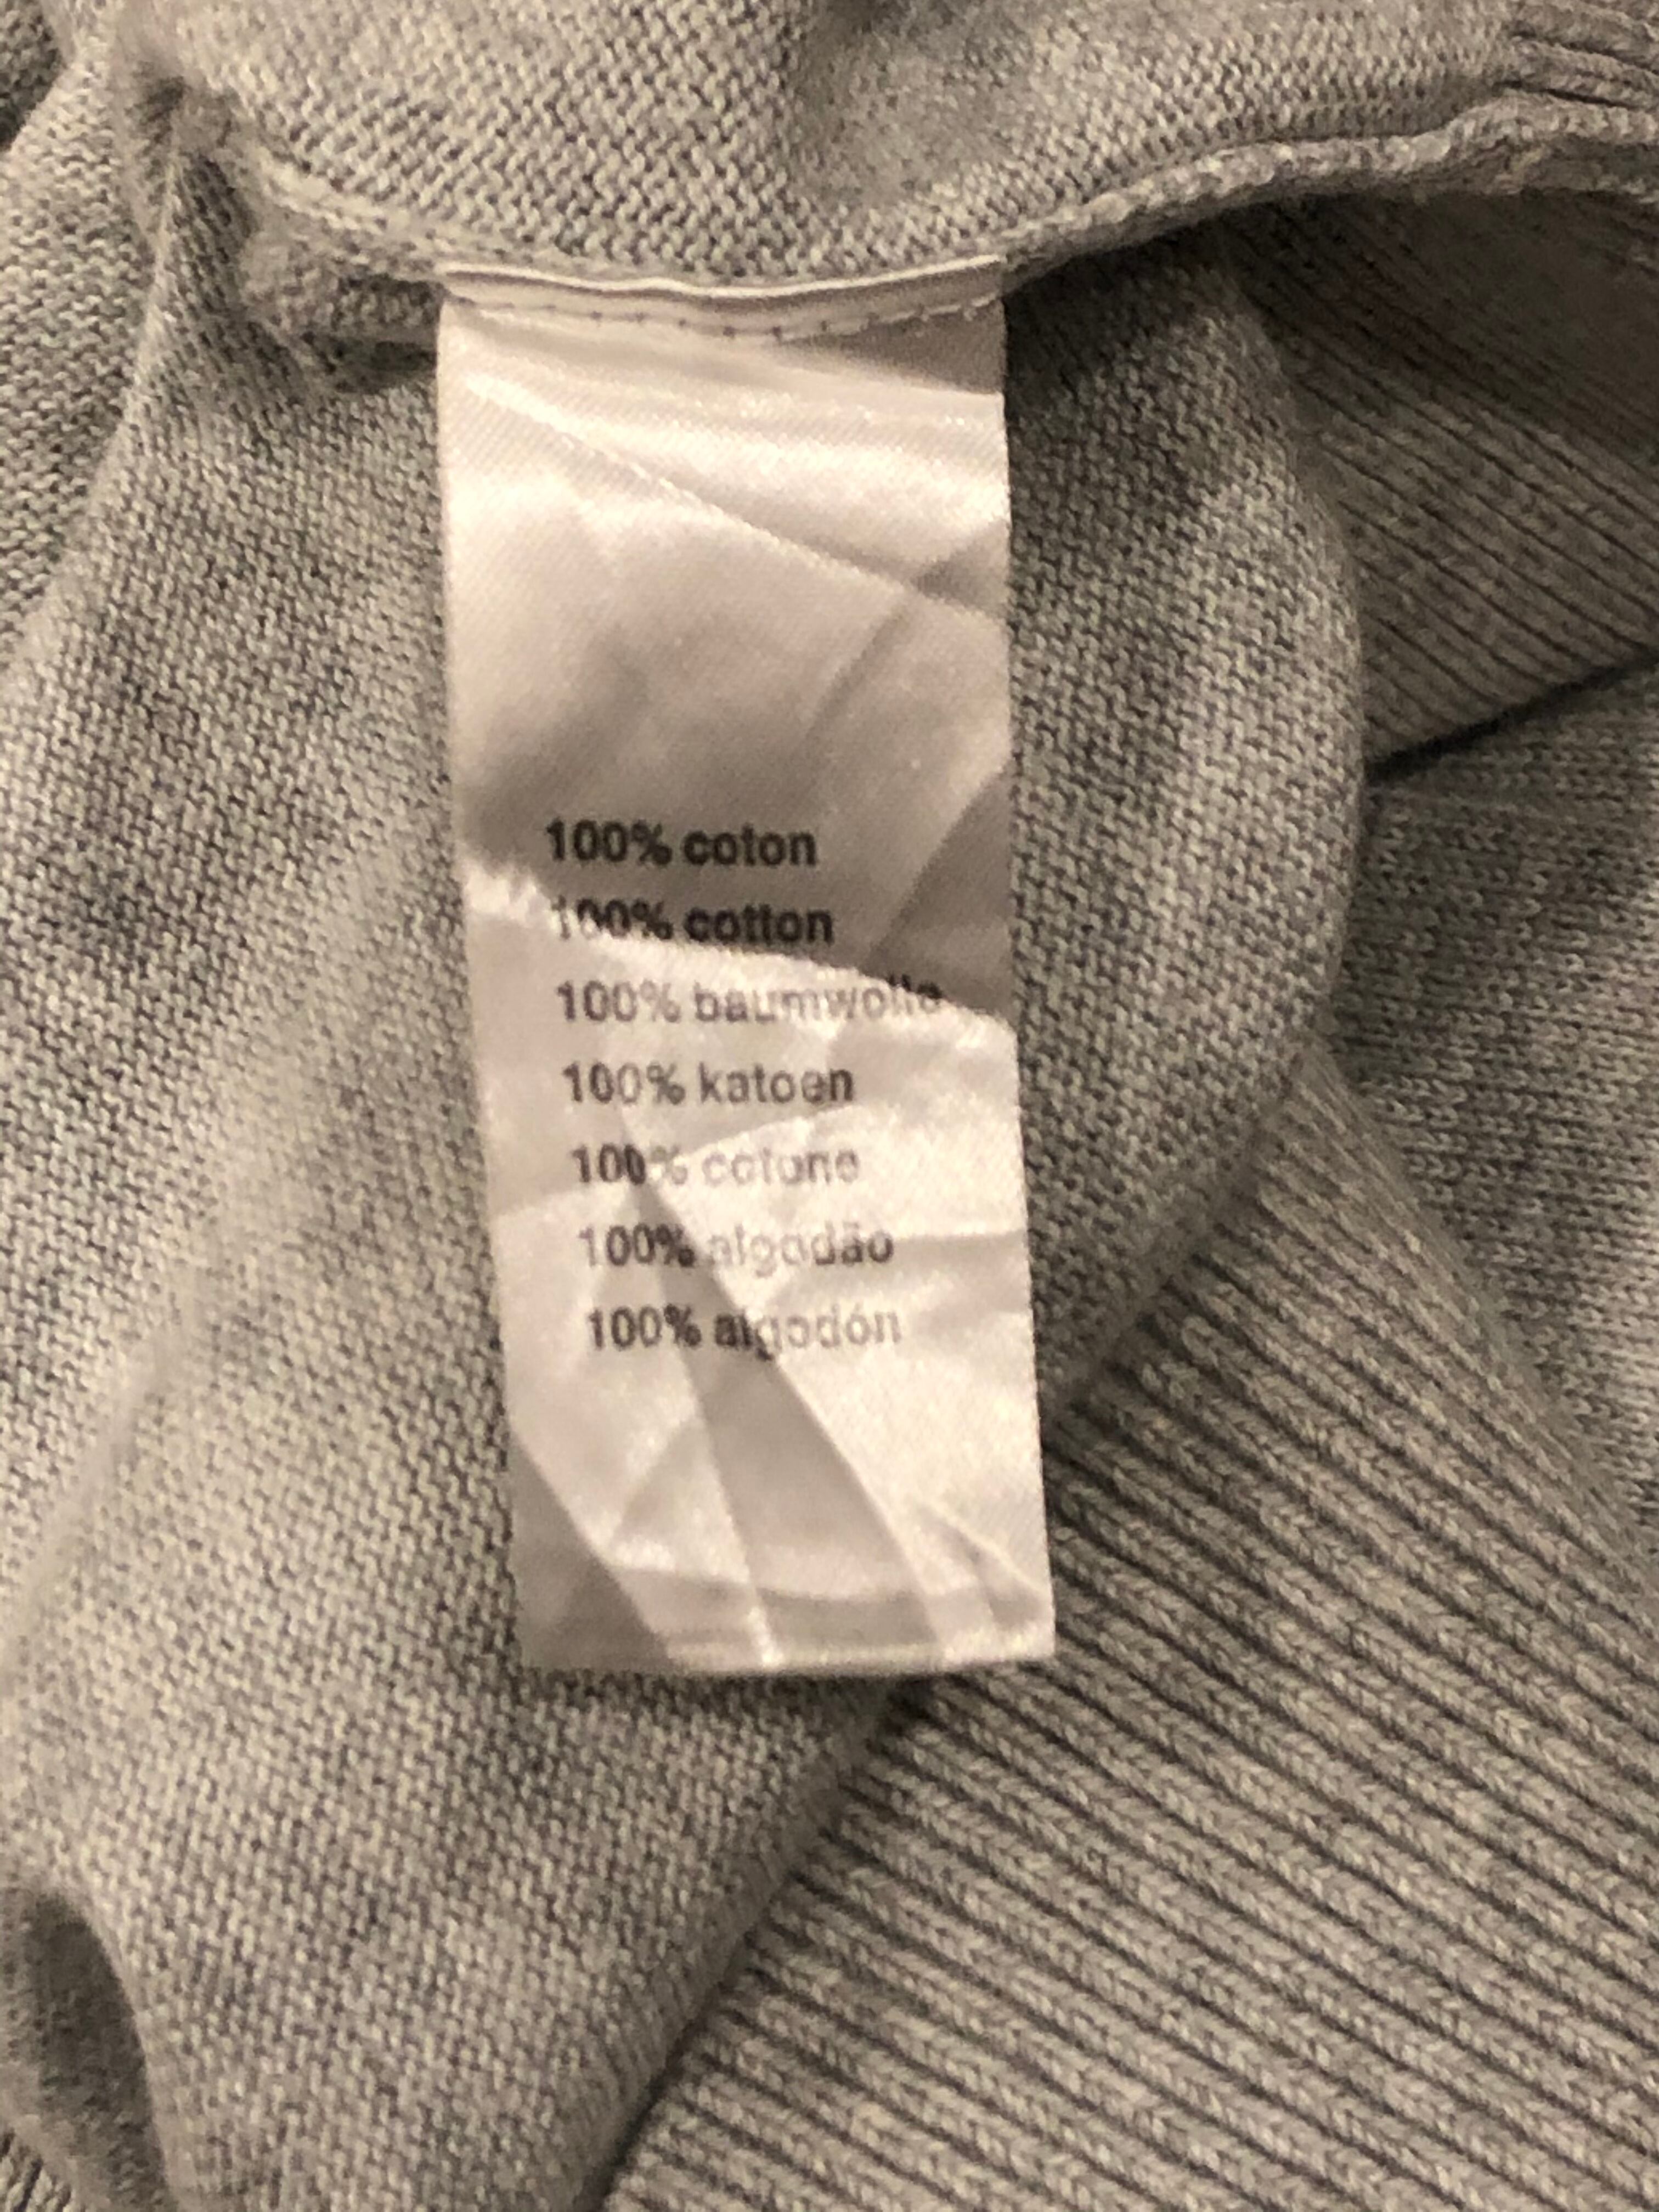 100% coton
100% cotton
100% baumwolle
100% katoen
100% cotone
100% algodão
100% algodón